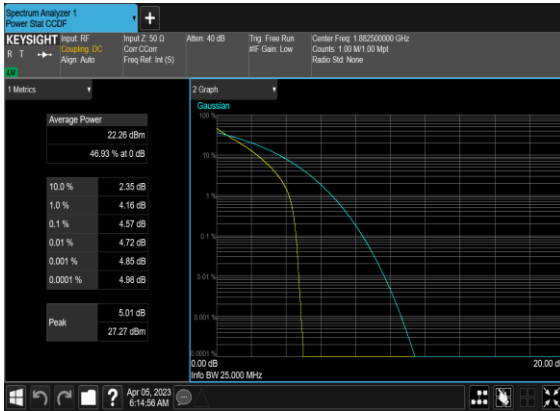 Spectrum Analyzer 1
Power Stat CCDF
KEYSIGHT
R T
LW
Input: RF
Coupling: DC
Align: Auto
Input Z: 50 Ω
Corr CCorr
Freq Ref: Int (S)
Atten: 40 dB
Trig: Free Run
#IF Gain: Low
Center Freq: 1.882500000 GHz
Counts: 1.00 M/1.00 Mpt
Radio Std: None
1 Metrics
Average Power
22.26 dBm
46.93 % at 0 dB
10.0 % 2.35 dB
1.0 % 4.16 dB
0.1 % 4.57 dB
0.01 % 4.72 dB
0.001 % 4.85 dB
0.0001 % 4.98 dB
Peak
5.01 dB
27.27 dBm
2 Graph
Gaussian
100 %
10 %
1 %
0.1 %
0.01 %
0.001 %
0.0001 %
0.00 dB
20.00 d
Info BW 25.000 MHz
Apr 05, 2023
6:14:56 AM